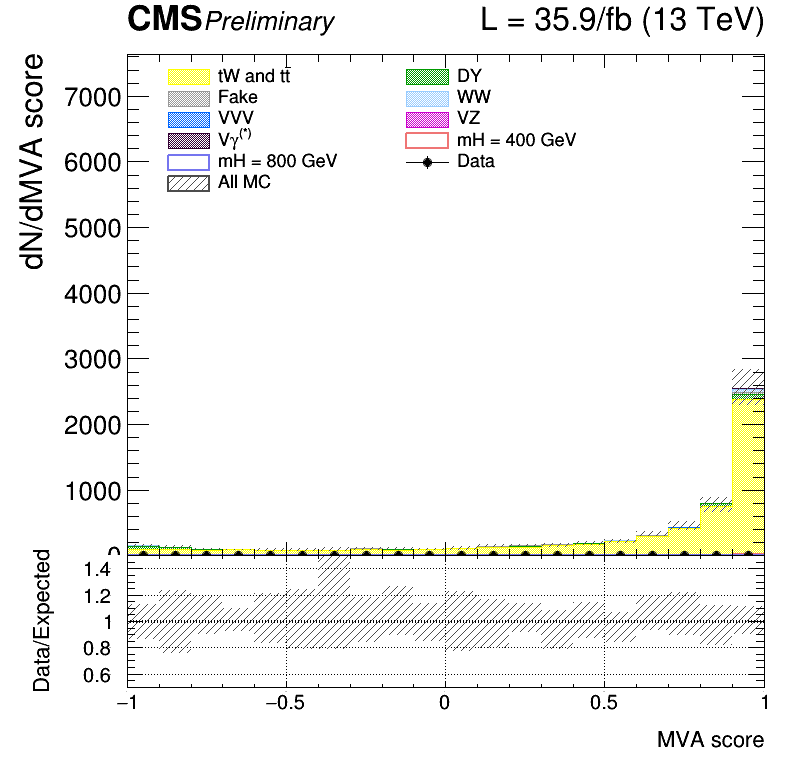 CMS Preliminary L = 35.9/fb (13 TeV)
dN/dMVA score
tW and tt̄
DY
Fake
WW
VVV
VZ
Vγ(*)
mH = 400 GeV
mH = 800 GeV
Data
All MC
7000
6000
5000
4000
3000
2000
1000
0
Data/Expected
1.4
1.2
1
0.8
0.6
−1 −0.5 0 0.5 1
MVA score